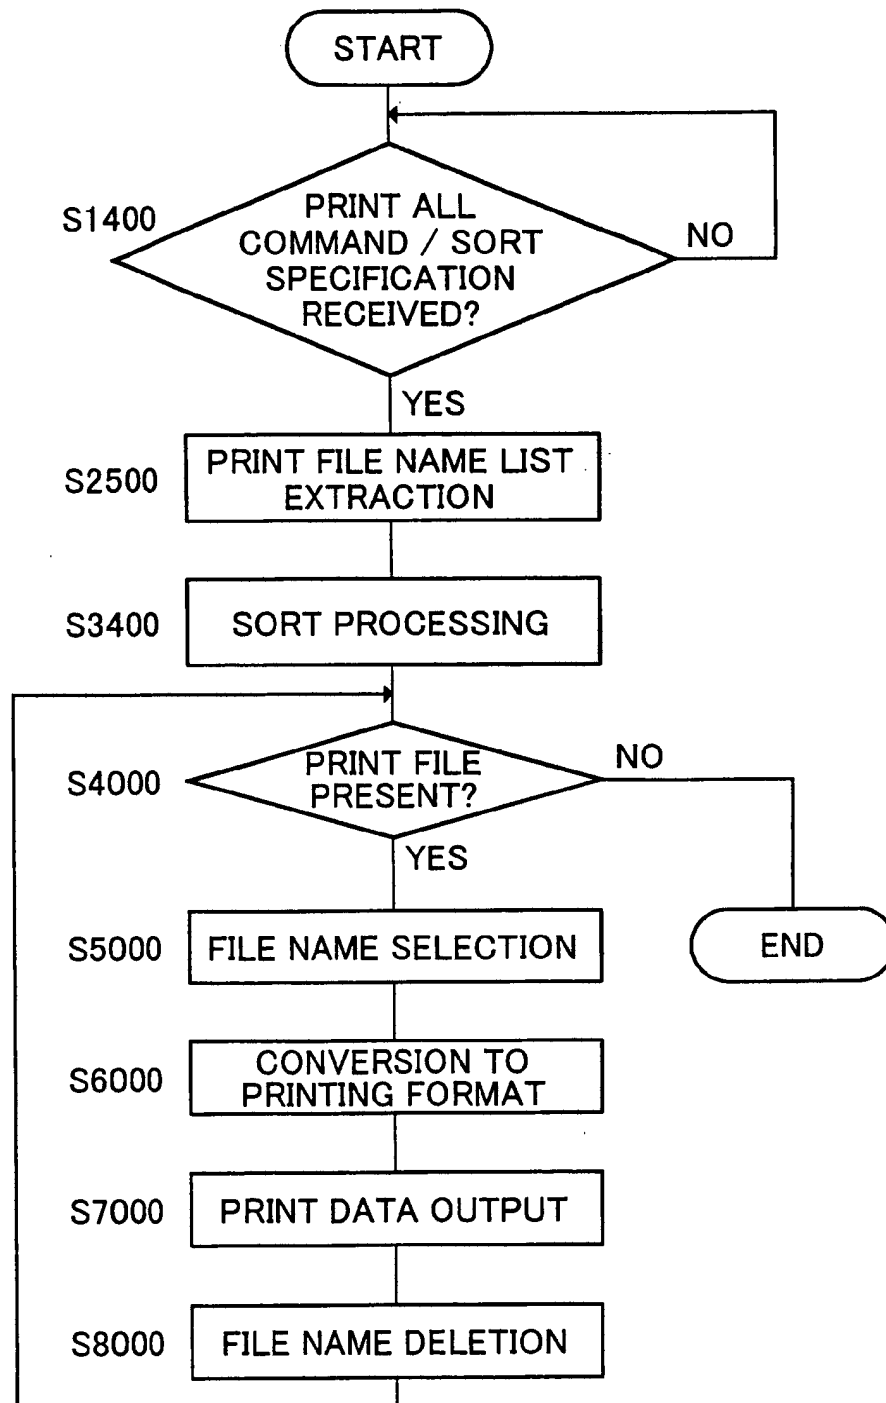 START
S1400
PRINT ALL
COMMAND / SORT
SPECIFICATION
RECEIVED?
NO
YES
S2500
PRINT FILE NAME LIST
EXTRACTION
S3400
SORT PROCESSING
S4000
PRINT FILE
PRESENT?
NO
YES
S5000
FILE NAME SELECTION
END
S6000
CONVERSION TO
PRINTING FORMAT
S7000
PRINT DATA OUTPUT
S8000
FILE NAME DELETION